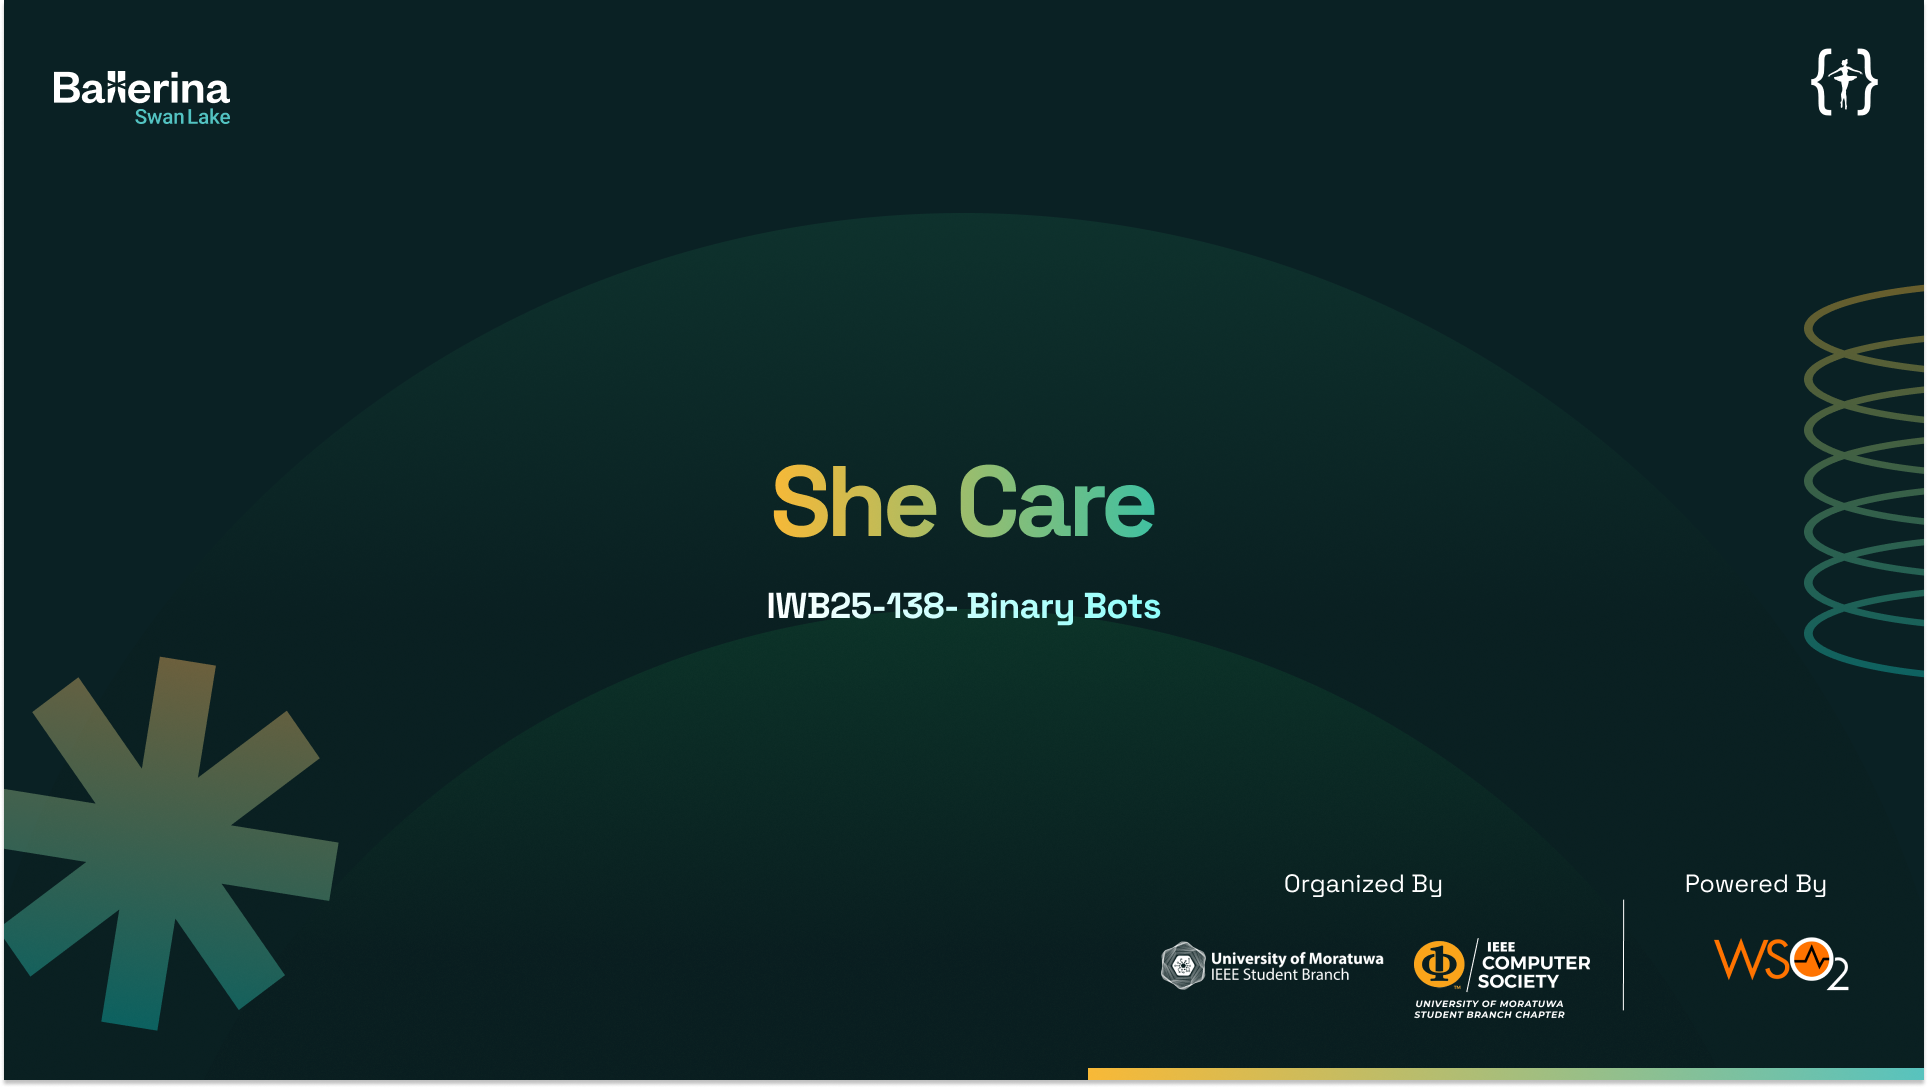 Ballerina
Swan Lake
She Care
IWB25-138- Binary Bots
Organized By
Powered By
University of Moratuwa
IEEE Student Branch
IEEE
COMPUTER
SOCIETY
TM
UNIVERSITY OF MORATUWA
STUDENT BRANCH CHAPTER
WSO2